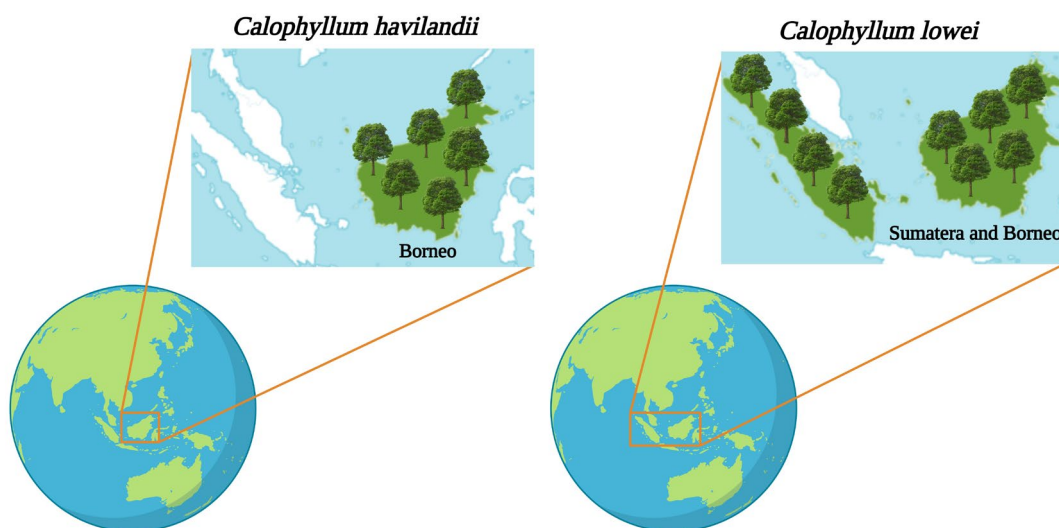 Calophyllum havilandii
Calophyllum lowei
Borneo
Sumatera and Borneo